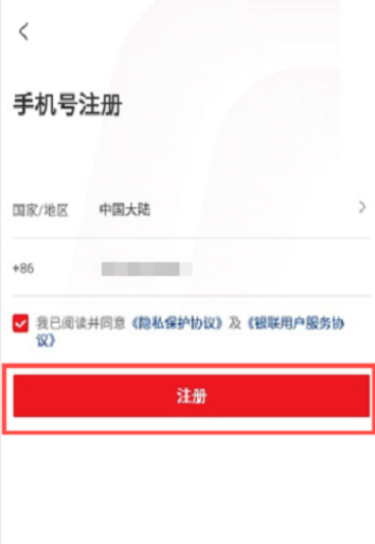 手机号注册
国家/地区 中国大陆
+86
我已阅读并同意《隐私保护协议》及《银联用户服务协
议》
注册